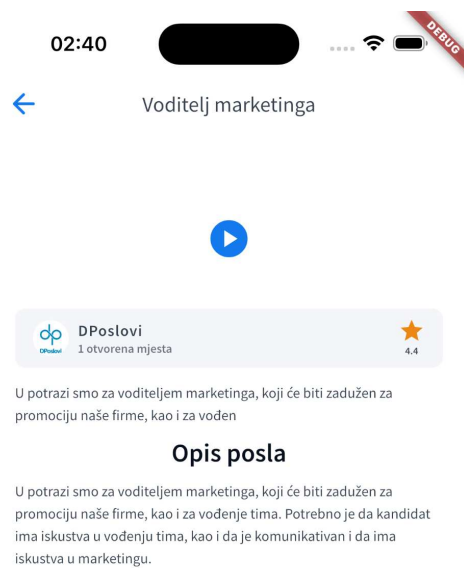 02:40
DEBUG
Voditelj marketinga
DPoslovi
1 otvorena mjesta
dp
DPoslovi
4.4
U potrazi smo za voditeljem marketinga, koji će biti zadužen za
promociju naše firme, kao i za vođen
Opis posla
U potrazi smo za voditeljem marketinga, koji će biti zadužen za
promociju naše firme, kao i za vođenje tima. Potrebno je da kandidat
ima iskustva u vođenju tima, kao i da je komunikativan i da ima
iskustva u marketingu.